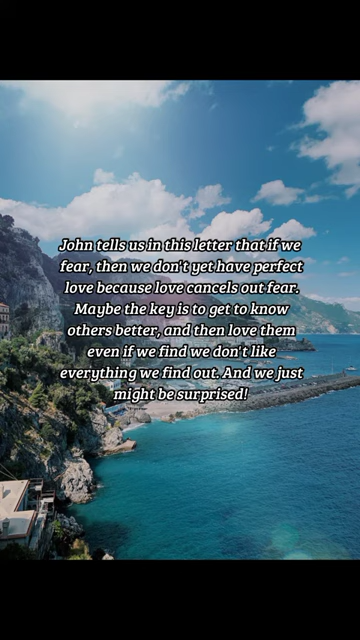 John tells us in this letter that if we
fear, then we don't yet have perfect
love because love cancels out fear.
Maybe the key is to get to know
others better, and then love them
even if we find we don't like
everything we find out. And we just
might be surprised!